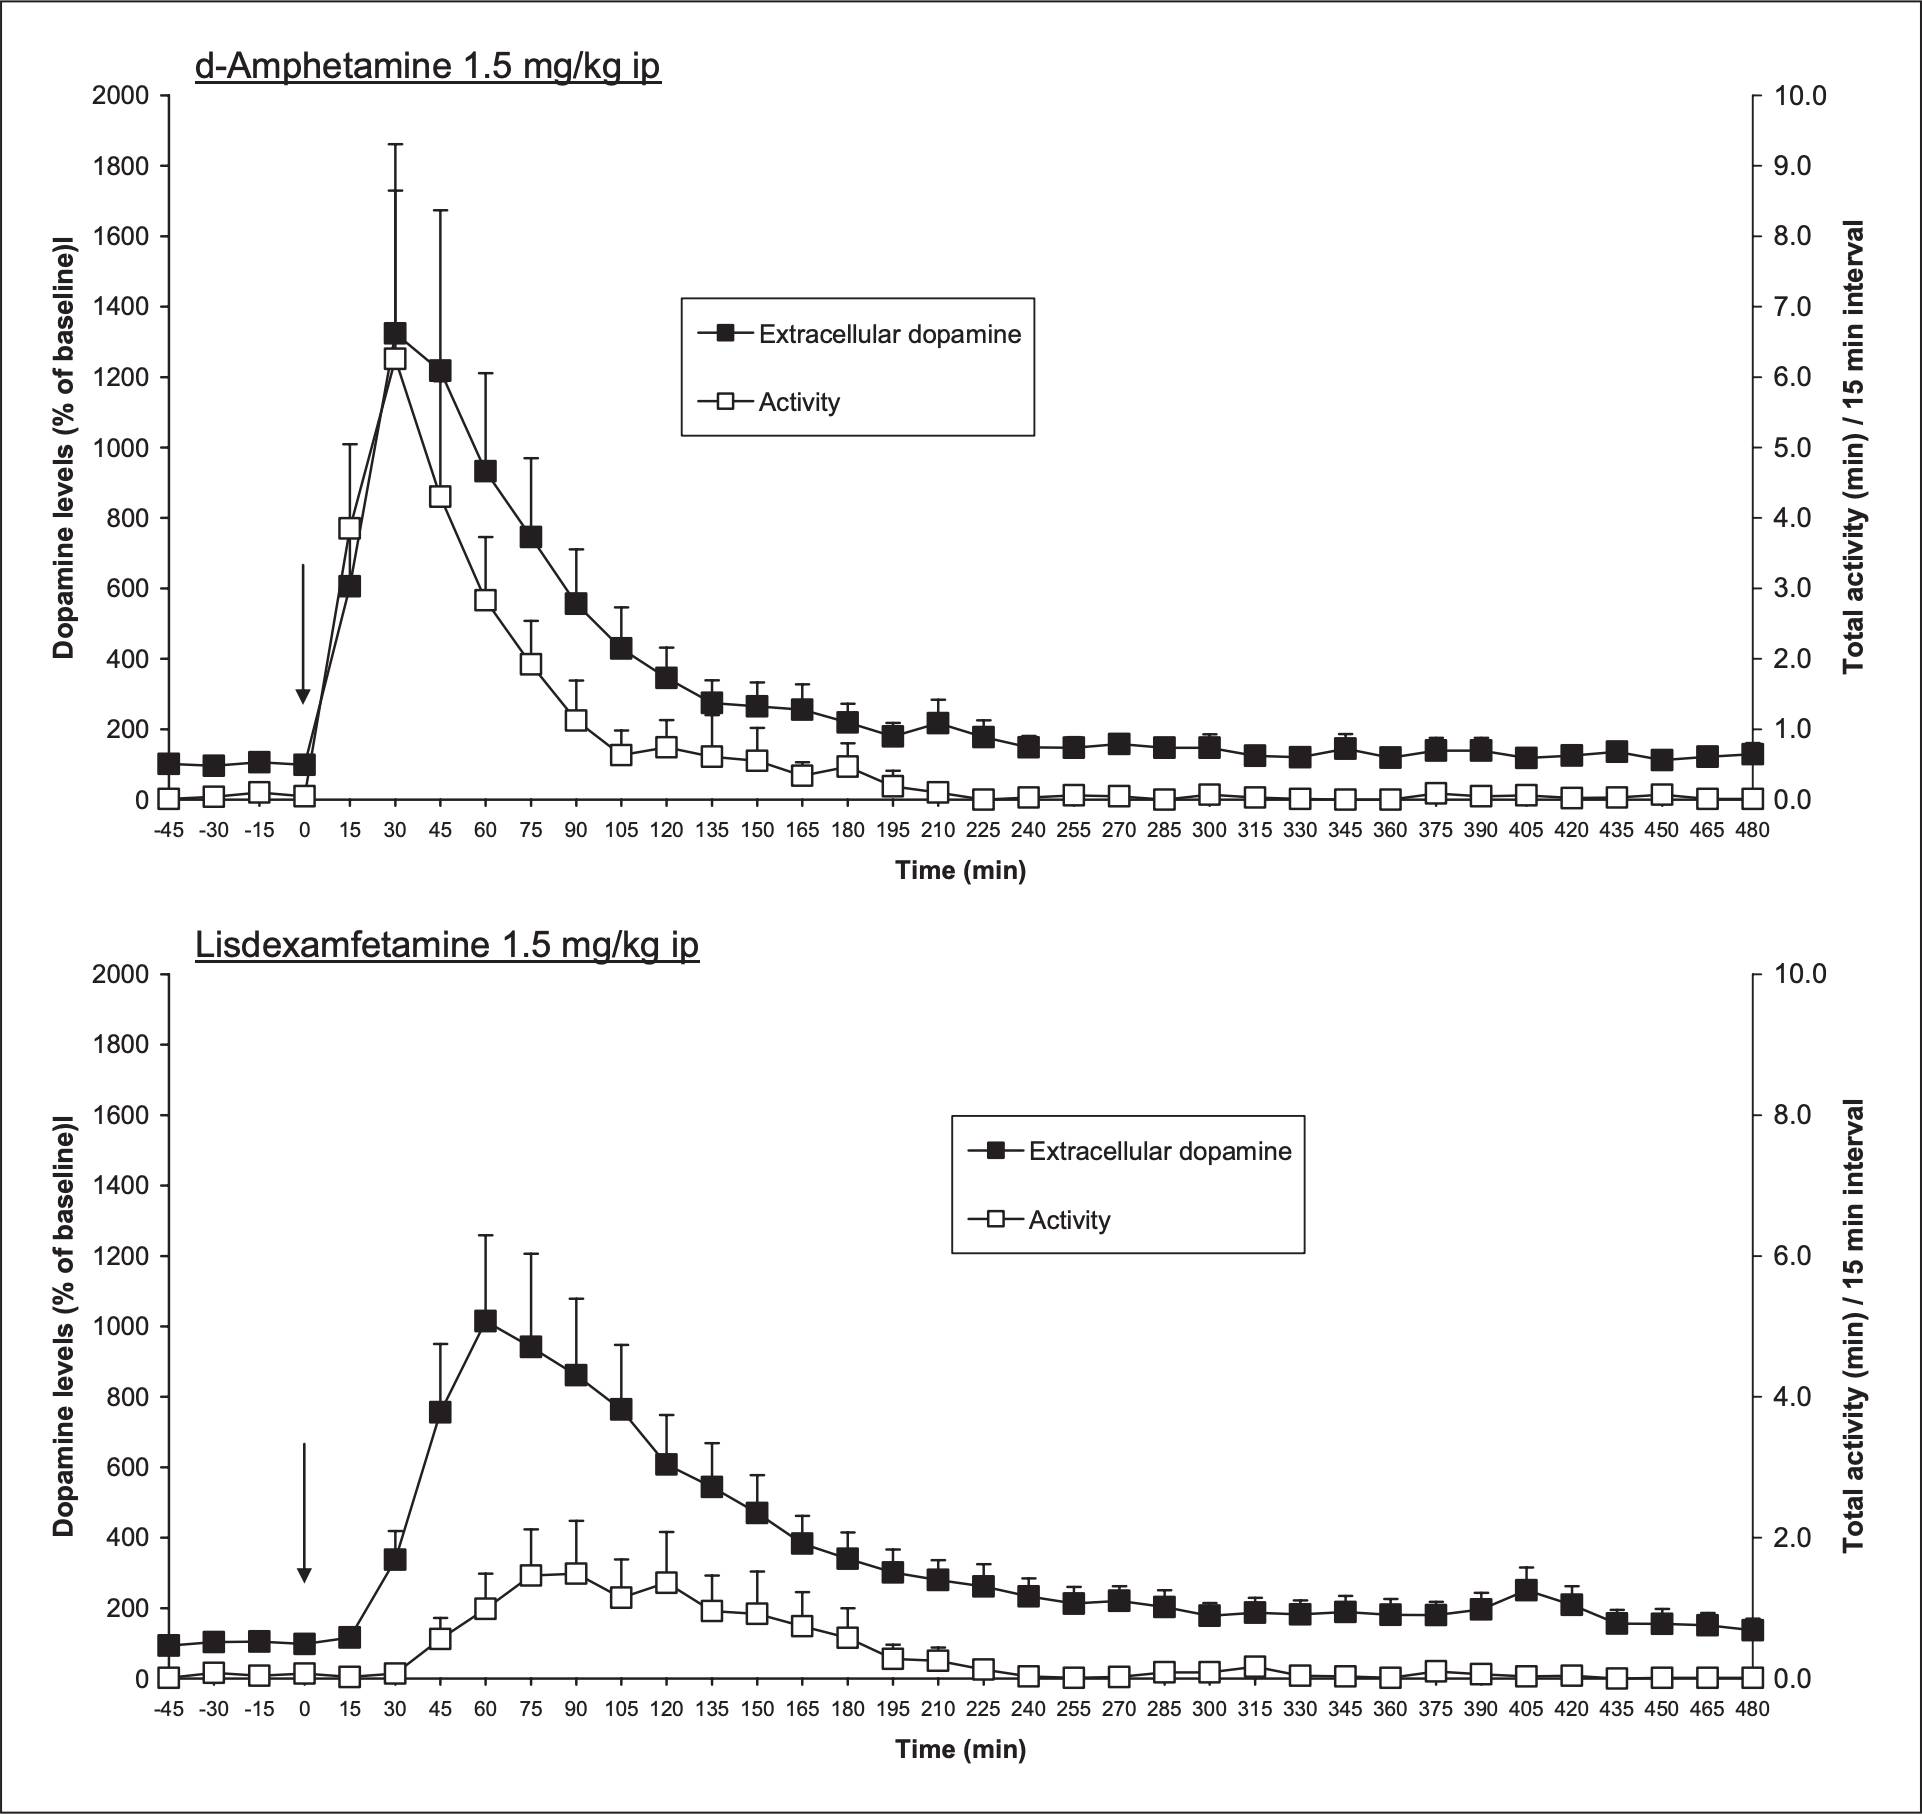 d-Amphetamine 1.5 mg/kg ip
2000
1800
1600
1400
1200
1000
800
600
400
200
0
Dopamine levels (% of baseline)l
10.0
9.0
8.0
7.0
6.0
5.0
4.0
3.0
2.0
1.0
0.0
Total activity (min) / 15 min interval
Extracellular dopamine
Activity
-45 -30 -15 0 15 30 45 60 75 90 105 120 135 150 165 180 195 210 225 240 255 270 285 300 315 330 345 360 375 390 405 420 435 450 465 480
Time (min)
Lisdexamfetamine 1.5 mg/kg ip
2000
1800
1600
1400
1200
1000
800
600
400
200
0
Dopamine levels (% of baseline)l
10.0
8.0
6.0
4.0
2.0
0.0
Total activity (min) / 15 min interval
Extracellular dopamine
Activity
-45 -30 -15 0 15 30 45 60 75 90 105 120 135 150 165 180 195 210 225 240 255 270 285 300 315 330 345 360 375 390 405 420 435 450 465 480
Time (min)